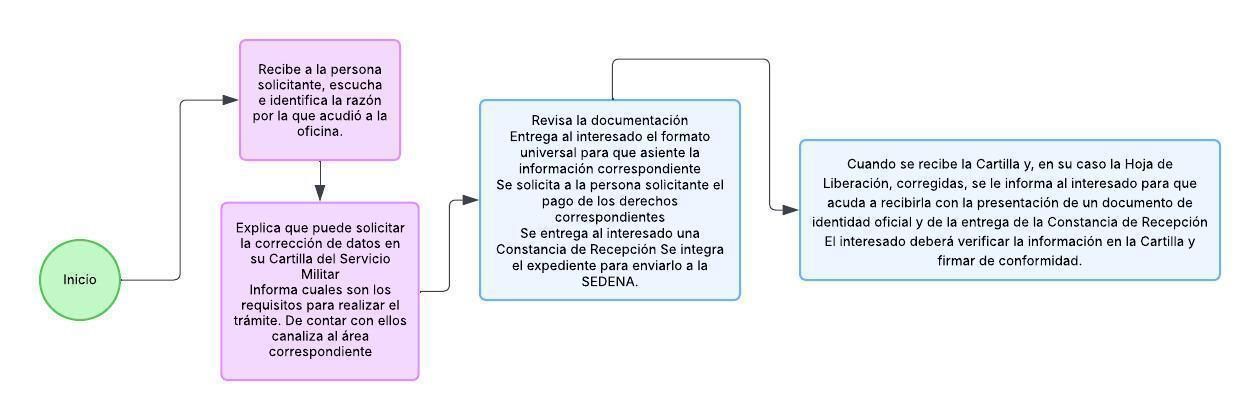 Inicio
Recibe a la persona
solicitante, escucha
e identifica la razón
por la que acudió a la
oficina.
Explica que puede solicitar
la corrección de datos en
su Cartilla del Servicio
Militar
Informa cuales son los
requisitos para realizar el
trámite. De contar con ellos
canaliza al área
correspondiente
Revisa la documentación
Entrega al interesado el formato
universal para que asiente la
información correspondiente
Se solicita a la persona solicitante el
pago de los derechos
correspondientes
Se entrega al interesado una
Constancia de Recepción Se integra
el expediente para enviarlo a la
SEDENA.
Cuando se recibe la Cartilla y, en su caso la Hoja de
Liberación, corregidas, se le informa al interesado para que
acuda a recibirla con la presentación de un documento de
identidad oficial y de la entrega de la Constancia de Recepción
El interesado deberá verificar la información en la Cartilla y
firmar de conformidad.